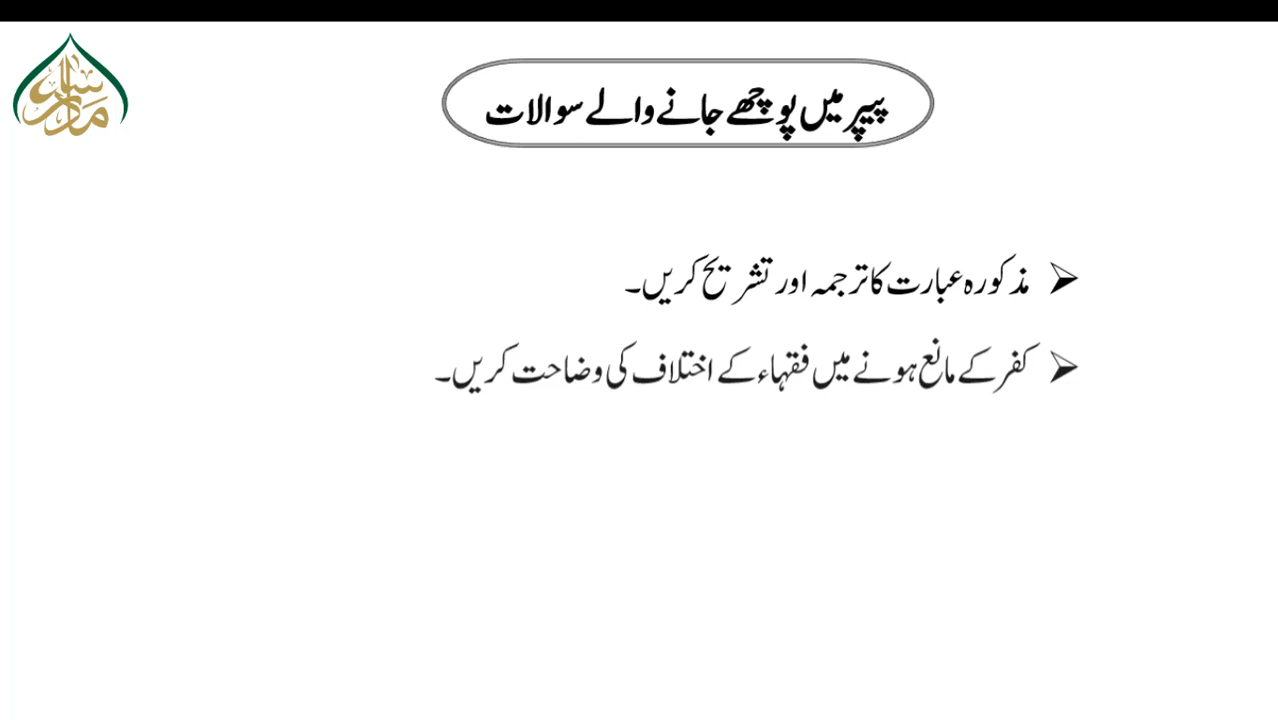 پیپر میں پوچھے جانے والے سوالات
مذکورہ عبارت کا ترجمہ اور تشریح کریں۔
کفر کے مانع ہونے میں فقہاء کے اختلاف کی وضاحت کریں۔